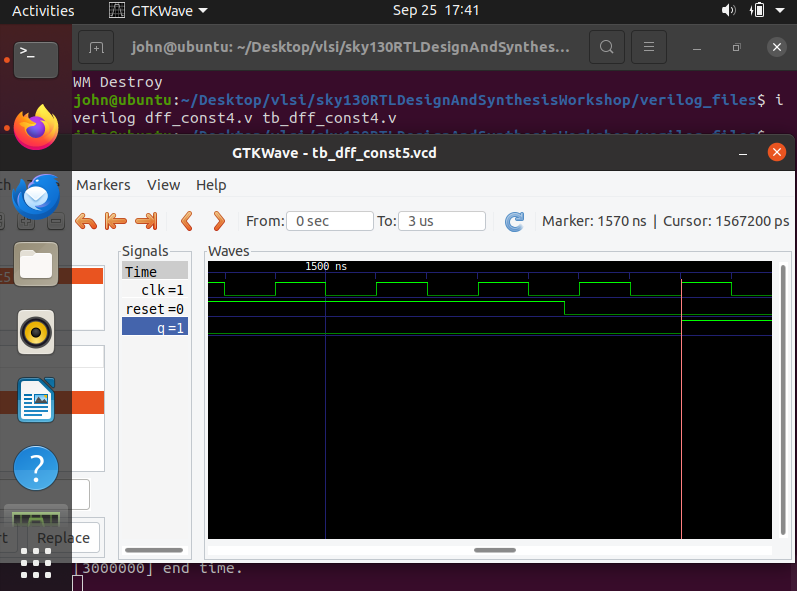 Activities GTKWave Sep 25 17:41
john@ubuntu: ~/Desktop/vlsi/sky130RTLDesignAndSynthes...
WM Destroy
john@ubuntu:~/Desktop/vlsi/sky130RTLDesignAndSynthesisWorkshop/verilog_files$ i
verilog dff_const4.v tb_dff_const4.v
GTKWave - tb_dff_const5.vcd
Markers View Help
From: 0 sec To: 3 us Marker: 1570 ns | Cursor: 1567200 ps
Signals Waves
Time 1500 ns
clk=1
reset=0
q=1
Replace
[3000000] end time.